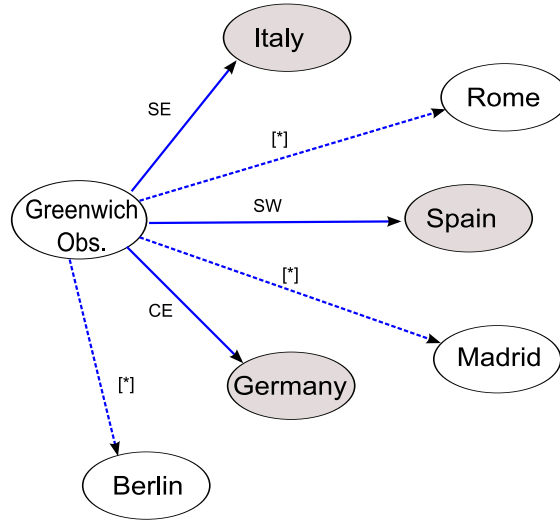 Italy
SE
Rome
[*]
Greenwich
Obs.
SW
Spain
[*]
CE
Madrid
Germany
[*]
Berlin